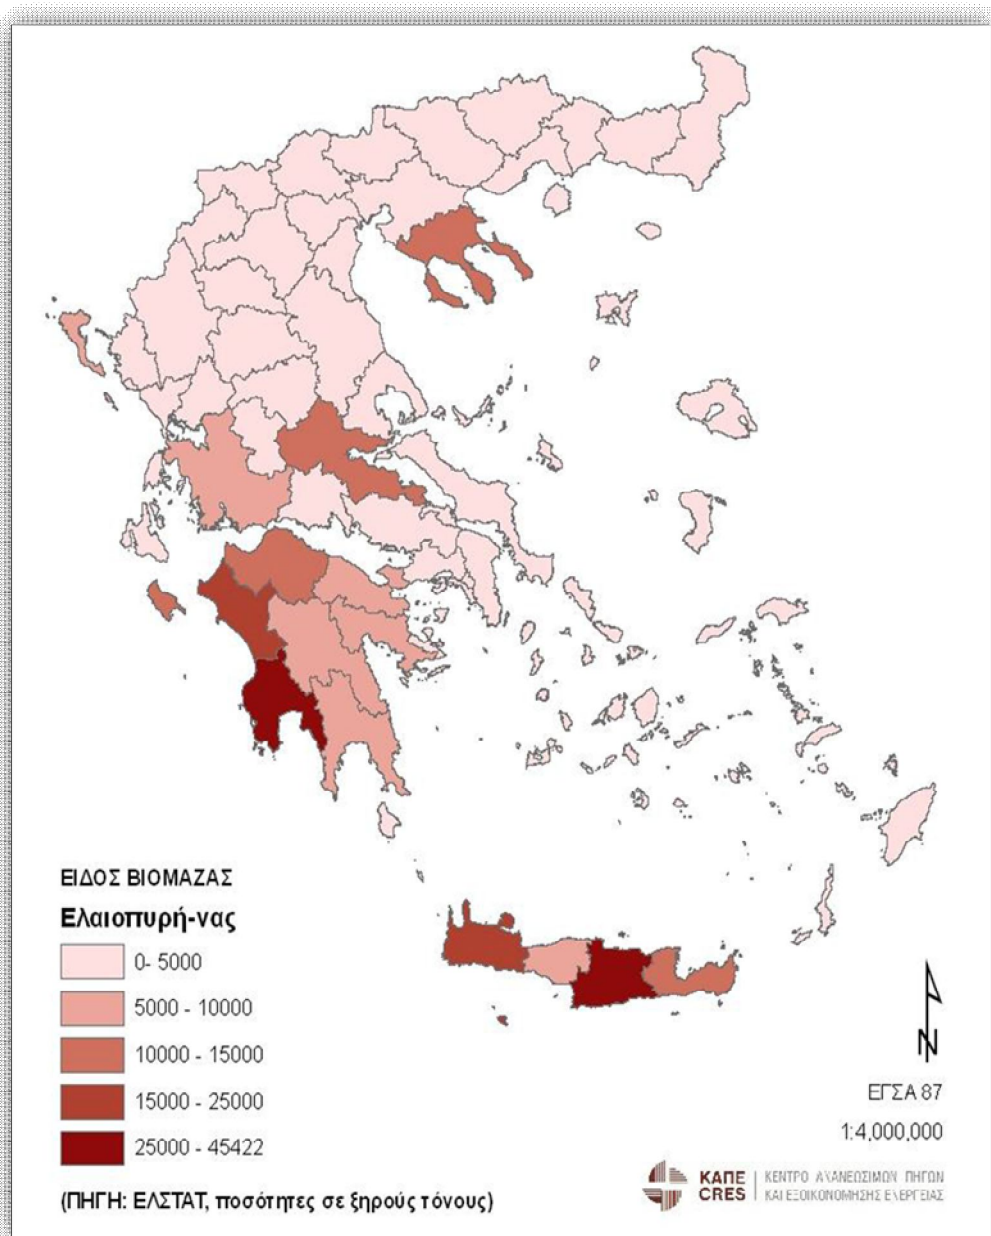 ΕΙΔΟΣ ΒΙΟΜΑΖΑΣ
Ελαιοπυρή-νας
0- 5000
5000 - 10000
10000 - 15000
15000 - 25000
25000 - 45422
(ΠΗΓΗ: ΕΛΣΤΑΤ, ποσότητες σε ξηρούς τόνους)
N
ΕΓΣΑ 87
1:4,000,000
ΚΑΠΕ
CRES
ΚΕΝΤΡΟ ΑΝΑΝΕΩΣΙΜΩΝ ΠΗΓΩΝ
ΚΑΙ ΕΞΟΙΚΟΝΟΜΗΣΗΣ ΕΝΕΡΓΕΙΑΣ